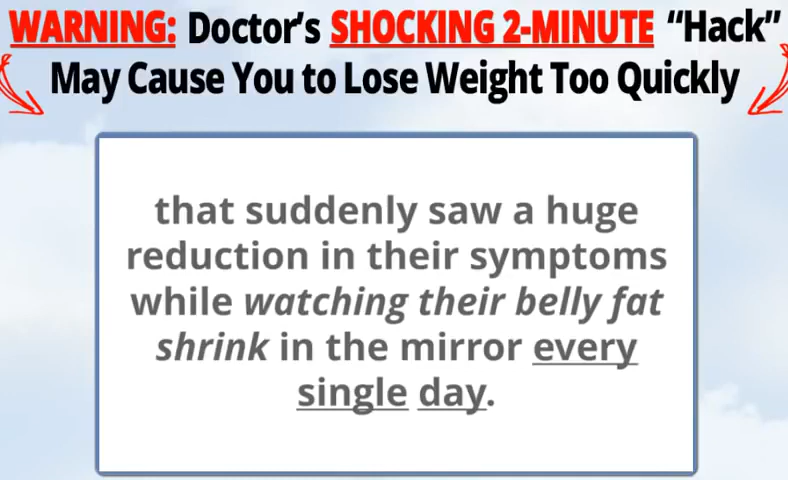 WARNING: Doctor's SHOCKING 2-MINUTE “Hack”
May Cause You to Lose Weight Too Quickly
that suddenly saw a huge
reduction in their symptoms
while watching their belly fat
shrink in the mirror every
single day.